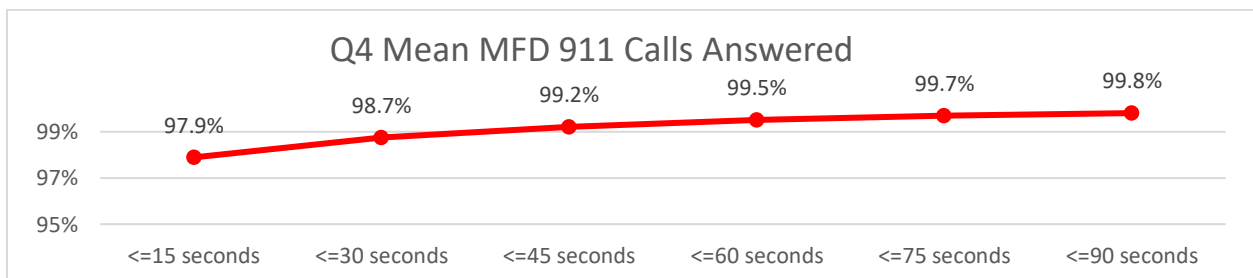 Q4 Mean MFD 911 Calls Answered
97.9%
98.7%
99.2%
99.5%
99.7%
99.8%
99%
97%
95%
<=15 seconds
<=30 seconds
<=45 seconds
<=60 seconds
<=75 seconds
<=90 seconds